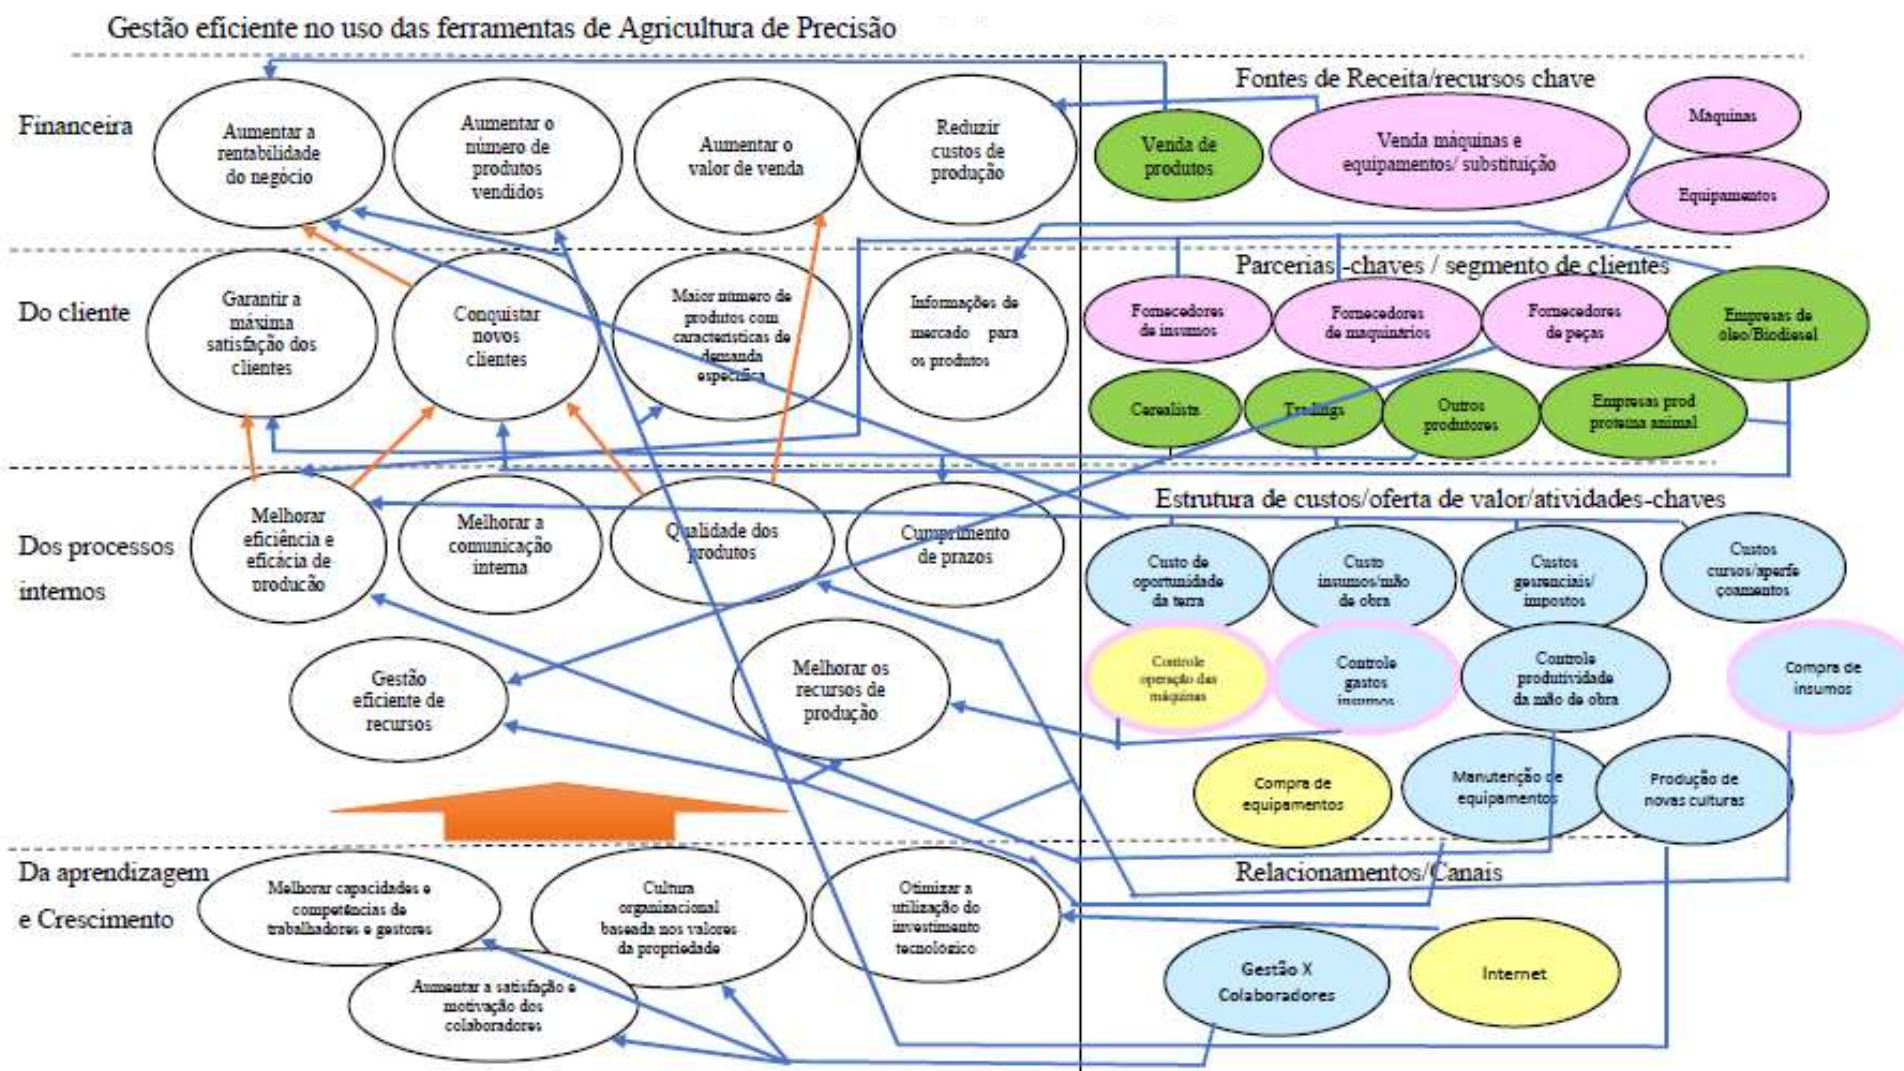 Gestão eficiente no uso das ferramentas de Agricultura de Precisão
Financeira
Aumentar a
rentabilidade
do negócio
Aumentar o
número de
produtos
vendidos
Aumentar o
valor de venda
Reduzir
custos de
produção
Fontes de Receita/recursos chave
Venda de
produtos
Venda máquinas e
equipamentos/ substituição
Máquinas
Equipamentos
Do cliente
Garantir a
máxima
satisfação dos
clientes
Conquistar
novos
clientes
Maior número de
produtos com
características de
demanda
específica
Informações de
mercado para
os produtos
Parcerias -chaves / segmento de clientes
Fornecedores
de insumos
Fornecedores
de maquinários
Fornecedores
de peças
Empresas de
óleo/Biodiesel
Cerealista
Tradings
Outros
produtores
Empresas prod
proteína animal
Dos processos
internos
Melhorar
eficiência e
eficácia de
produção
Melhorar a
comunicação
interna
Qualidade dos
produtos
Cumprimento
de prazos
Gestão
eficiente de
recursos
Melhorar os
recursos de
produção
Estrutura de custos/oferta de valor/atividades-chaves
Custo de
oportunidade
da terra
Custo
insumos/mão
de obra
Custos
gesrenciais/
impostos
Custos
cursos/aperfe
çoamentos
Controle
operação das
máquinas
Controle
gastos
insumos
Controle
produtividade
da mão de obra
Compra de
insumos
Compra de
equipamentos
Manutenção de
equipamentos
Produção de
novas culturas
Da aprendizagem
e Crescimento
Melhorar capacidades e
competências de
trabalhadores e gestores
Cultura
organizacional
baseada nos valores
da propriedade
Otimizar a
utilização do
investimento
tecnológico
Aumentar a satisfação e
motivação dos
colaboradores
Relacionamentos/Canais
Gestão X
Colaboradores
Internet